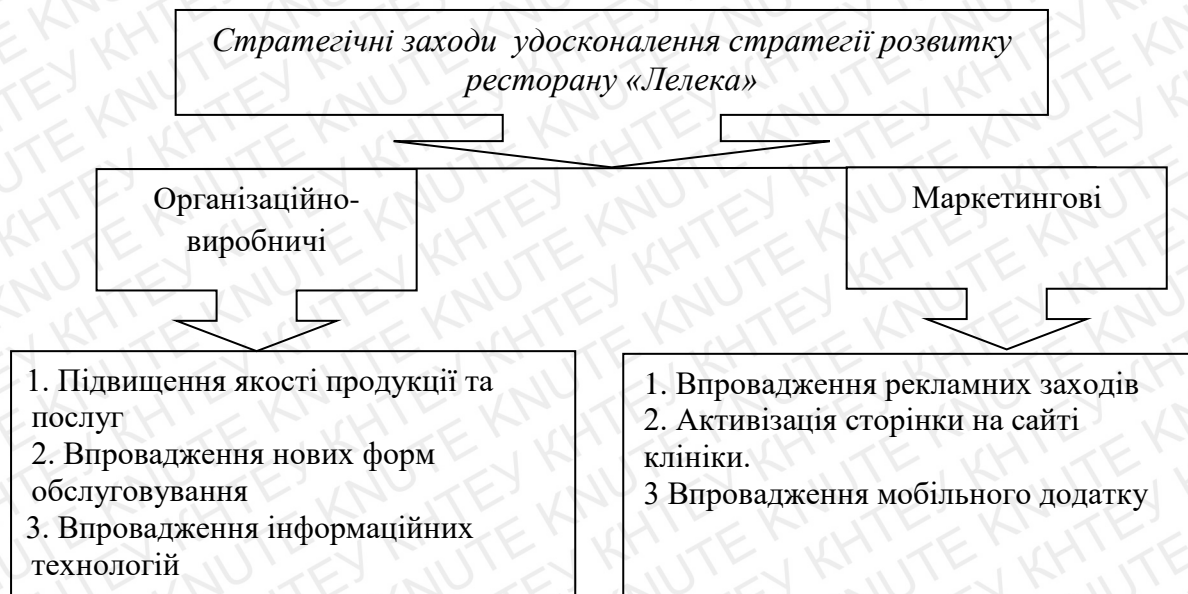 Стратегічні заходи удосконалення стратегії розвитку
ресторану «Лелека»
Організаційно-
виробничі
Маркетингові
1. Підвищення якості продукції та
послуг
2. Впровадження нових форм
обслуговування
3. Впровадження інформаційних
технологій
1. Впровадження рекламних заходів
2. Активізація сторінки на сайті
клініки.
3 Впровадження мобільного додатку